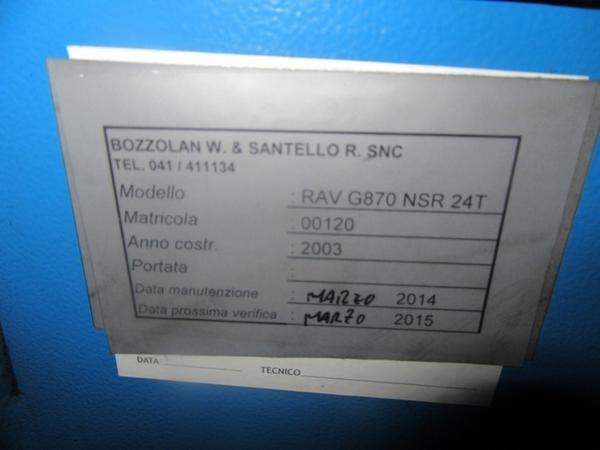 BOZZOLAN W. & SANTELLO R. SNC
TEL. 041 / 411134
Modello : RAV G870 NSR 24T
Matricola : 00120
Anno costr. : 2003
Portata :
Data manutenzione : MARZO 2014
Data prossima verifica : MARZO 2015
DATA TECNICO